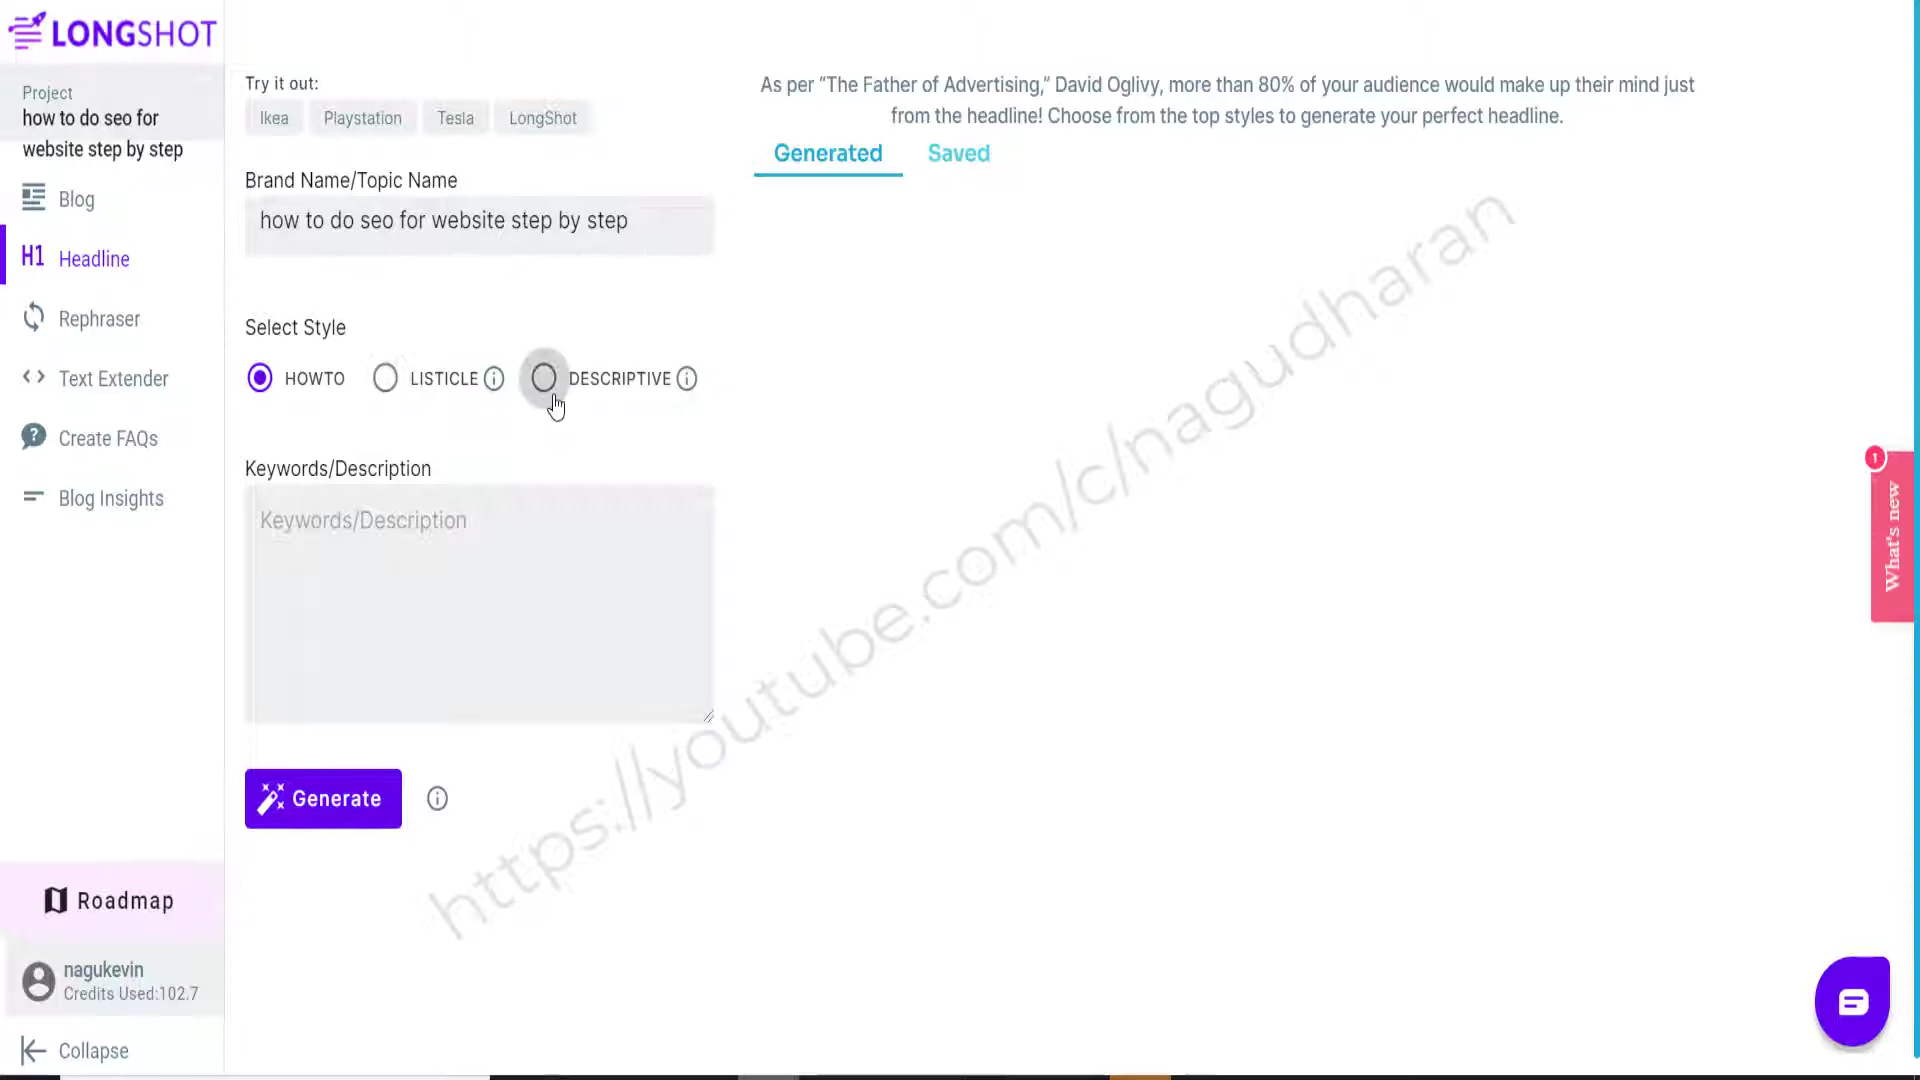 LONGSHOT
Project
how to do seo for
website step by step
Blog
H1 Headline
Rephraser
Text Extender
Create FAQs
Blog Insights
Roadmap
nagukevin
Credits Used:102.7
Collapse
Try it out:
Ikea Playstation Tesla LongShot
Brand Name/Topic Name
how to do seo for website step by step
Select Style
HOWTO LISTICLE DESCRIPTIVE
Keywords/Description
Keywords/Description
Generate
As per "The Father of Advertising," David Oglivy, more than 80% of your audience would make up their mind just
from the headline! Choose from the top styles to generate your perfect headline.
Generated Saved
https://youtube.com/c/nagudharan
1
What's new